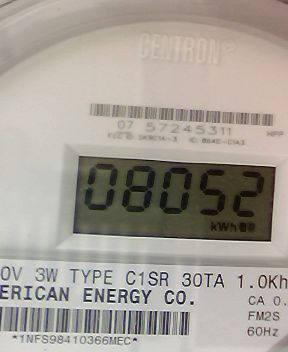 CENTRON®
07 57245311
HPP
08052
kWh
0V 3W TYPE C1SR 30TA 1.0Kh
ERICAN ENERGY CO.
CA 0.
FM2S
60Hz
*1NFS98410366MEC*